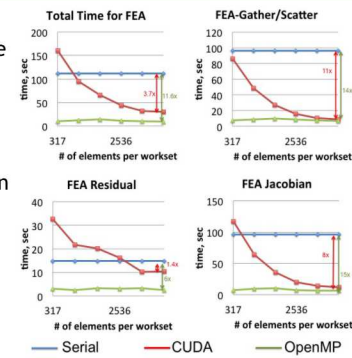 Total Time for FEA
time, sec
200
150
100
50
0
3.7x
11.6x
317 2536
# of elements per workset
FEA-Gather/Scatter
time, sec
120
100
80
60
40
20
0
11x
14x
317 2536
# of elements per workset
FEA Residual
time, sec
40
30
20
10
0
1.4x
6x
317 2536
# of elements per workset
FEA Jacobian
time, sec
150
100
50
0
8x
15x
317 2536
# of elements per workset
Serial CUDA OpenMP